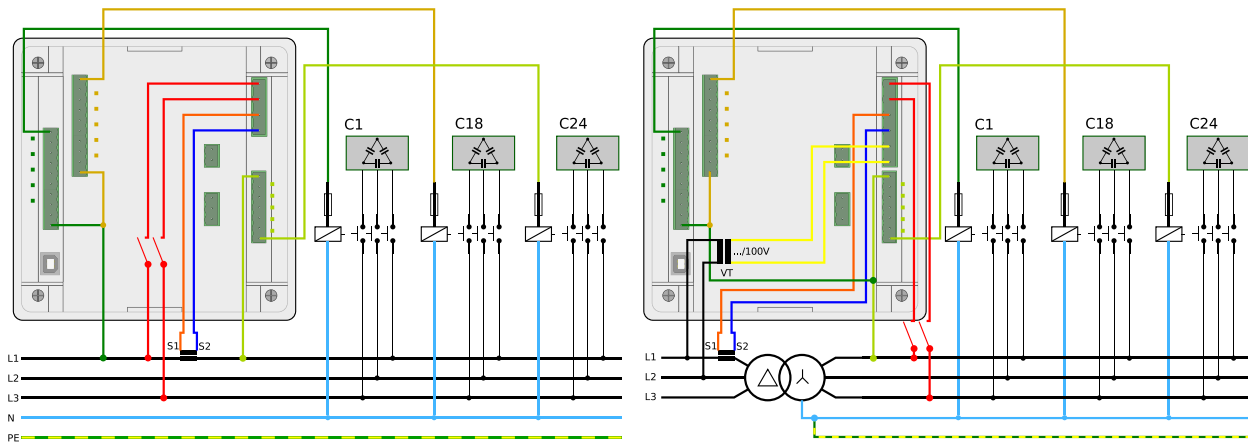 C1
C18
C24
S1
S2
L1
L2
L3
N
PE
C1
C18
C24
.../100V
VT
S1
S2
L1
L2
L3